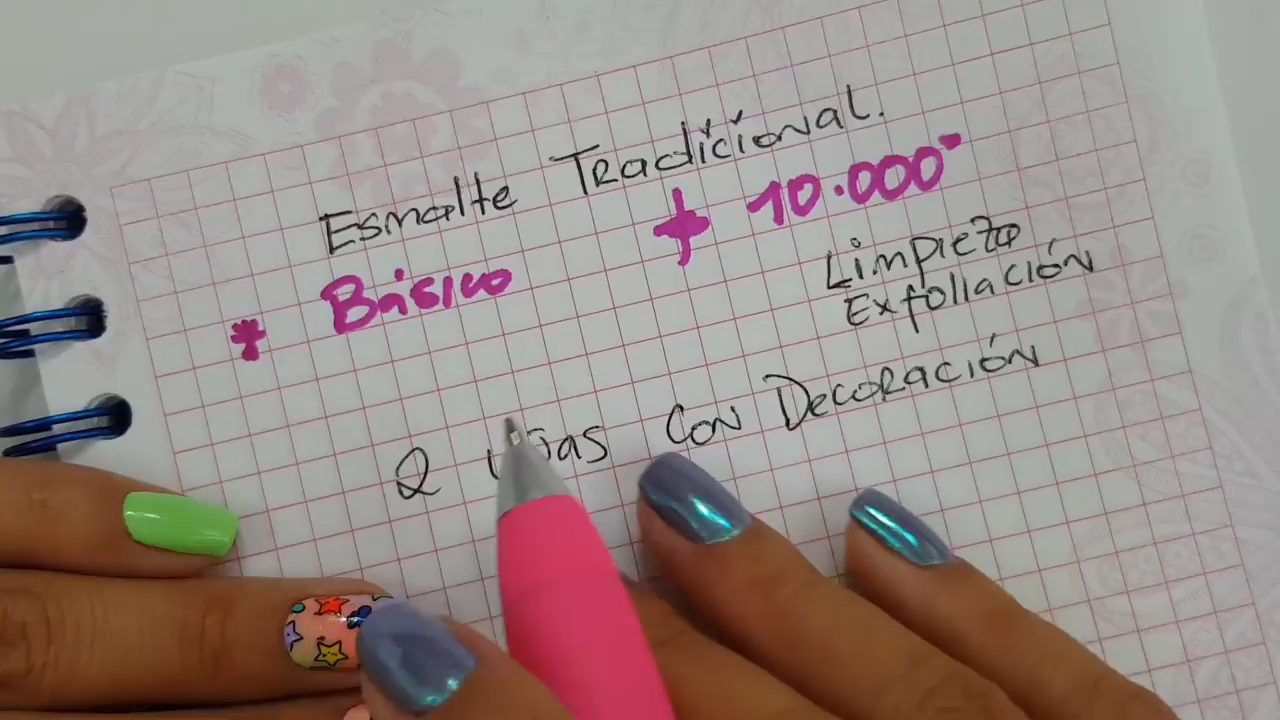 Esmalte Tradicional.
* Básico + 10.000-
Limpieza
Exfoliación
2 uñas Con Decoración